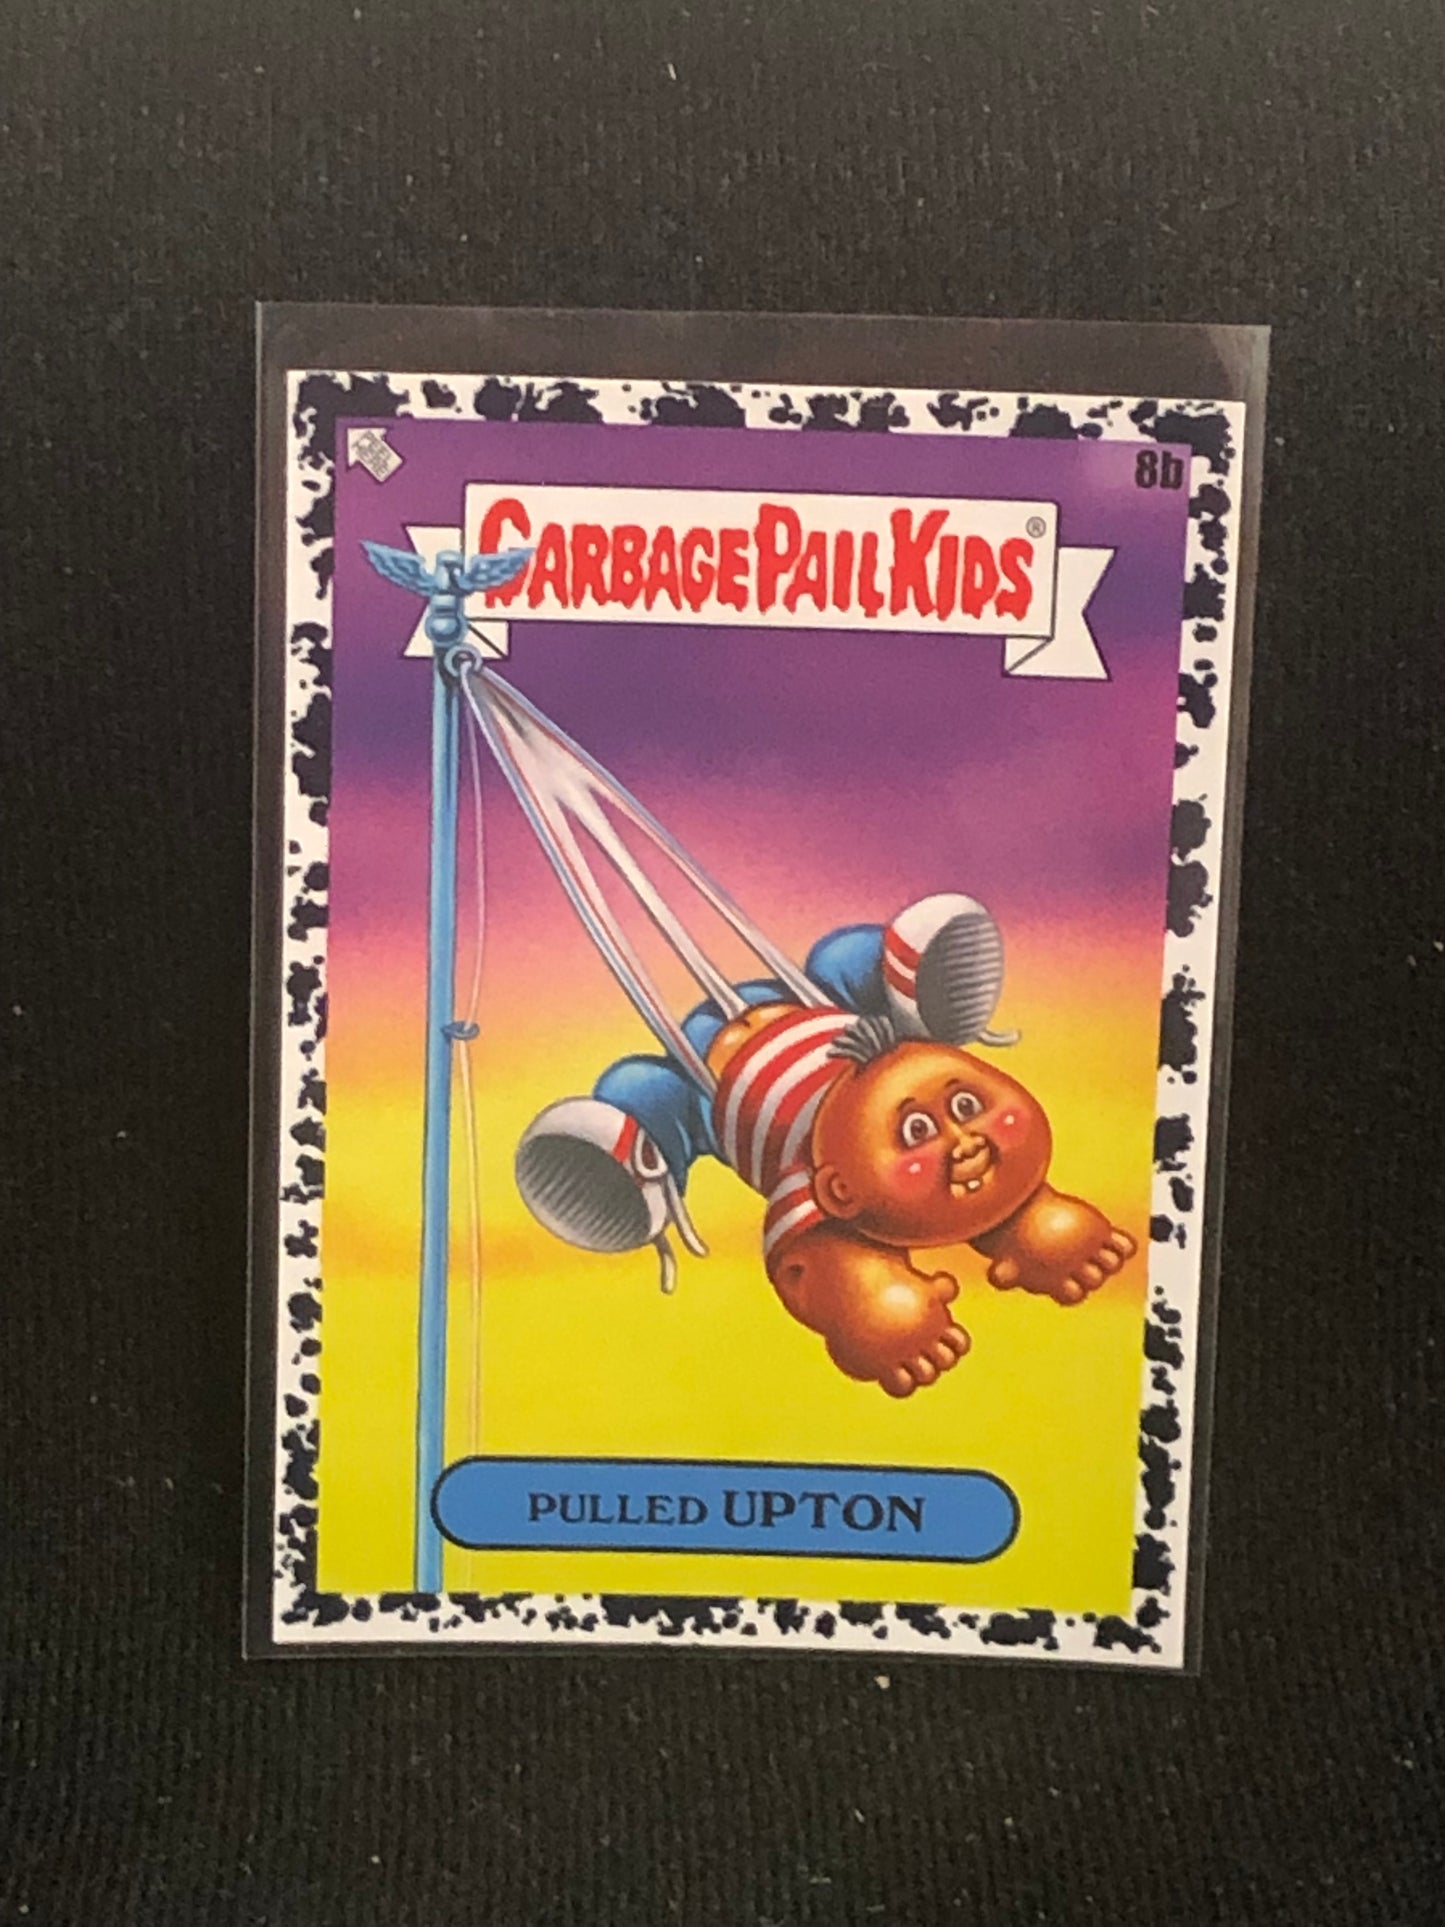 8b
GARBAGE PAIL KIDS®
PULLED UPTON